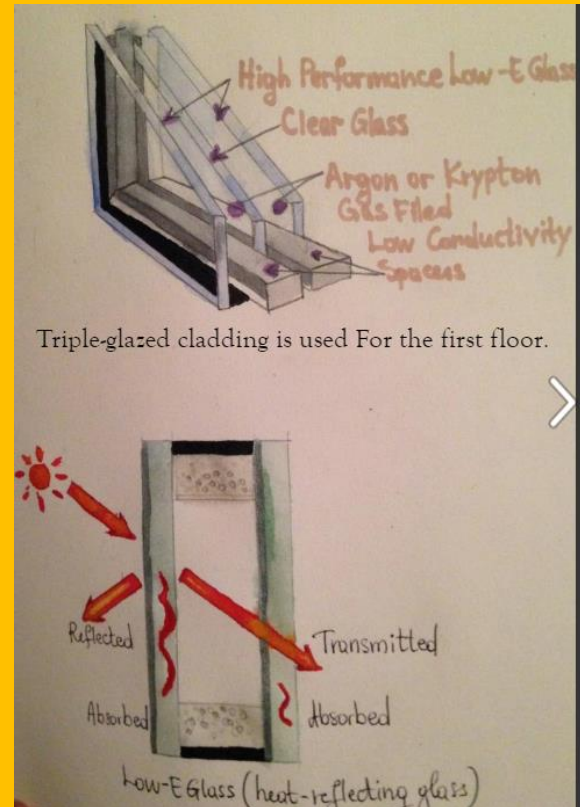 High Performance Low-E Glass
Clear Glass
Argon or Krypton
Gas Filed
Low Conductivity
Spacers
Triple-glazed cladding is used For the first floor.
Reflected
Transmitted
Absorbed
Absorbed
Low-E Glass (heat-reflecting glass)